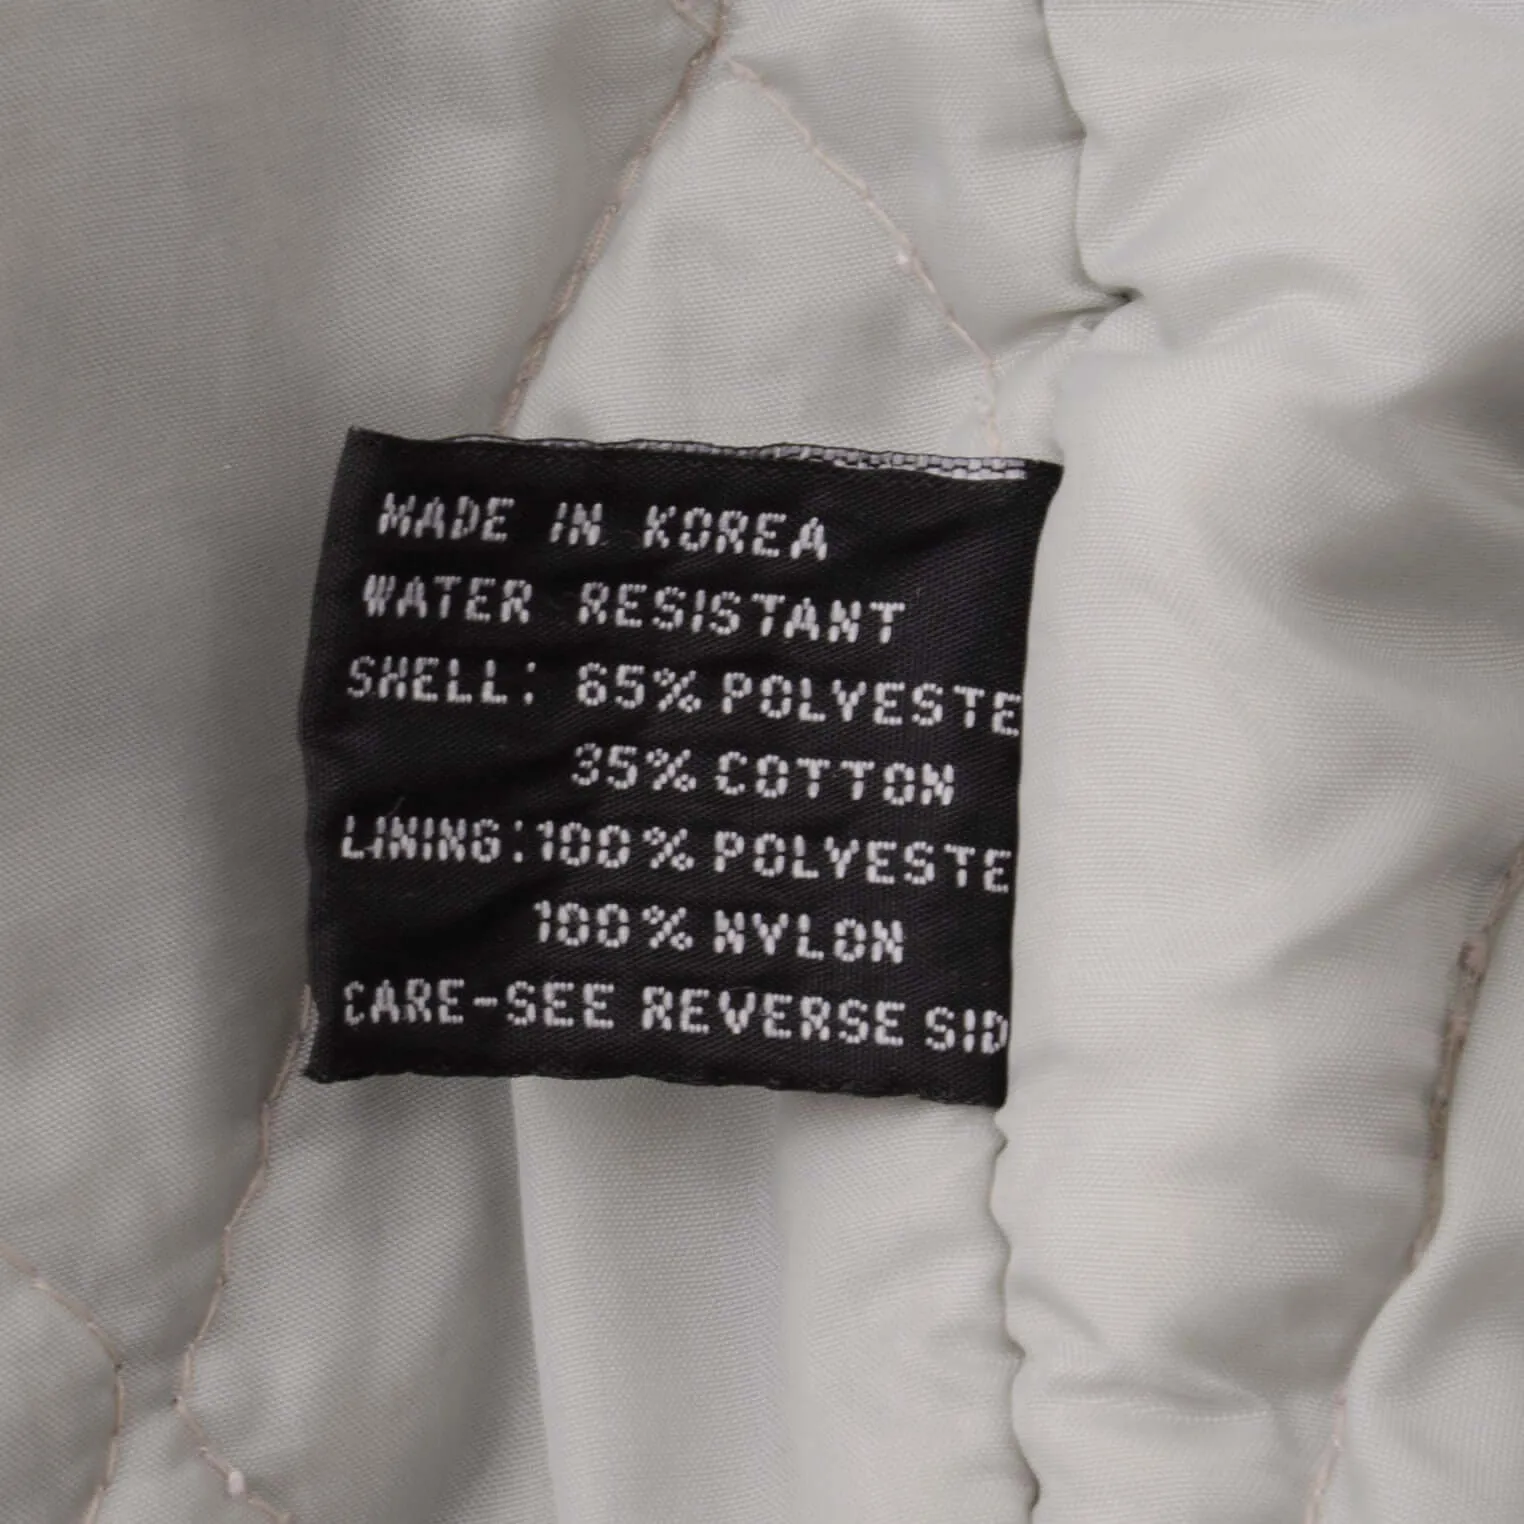 MADE IN KOREA
WATER RESISTANT
SHELL: 65% POLYESTE
35% COTTON
LINING:100% POLYESTE
100% NYLON
CARE-SEE REVERSE SID